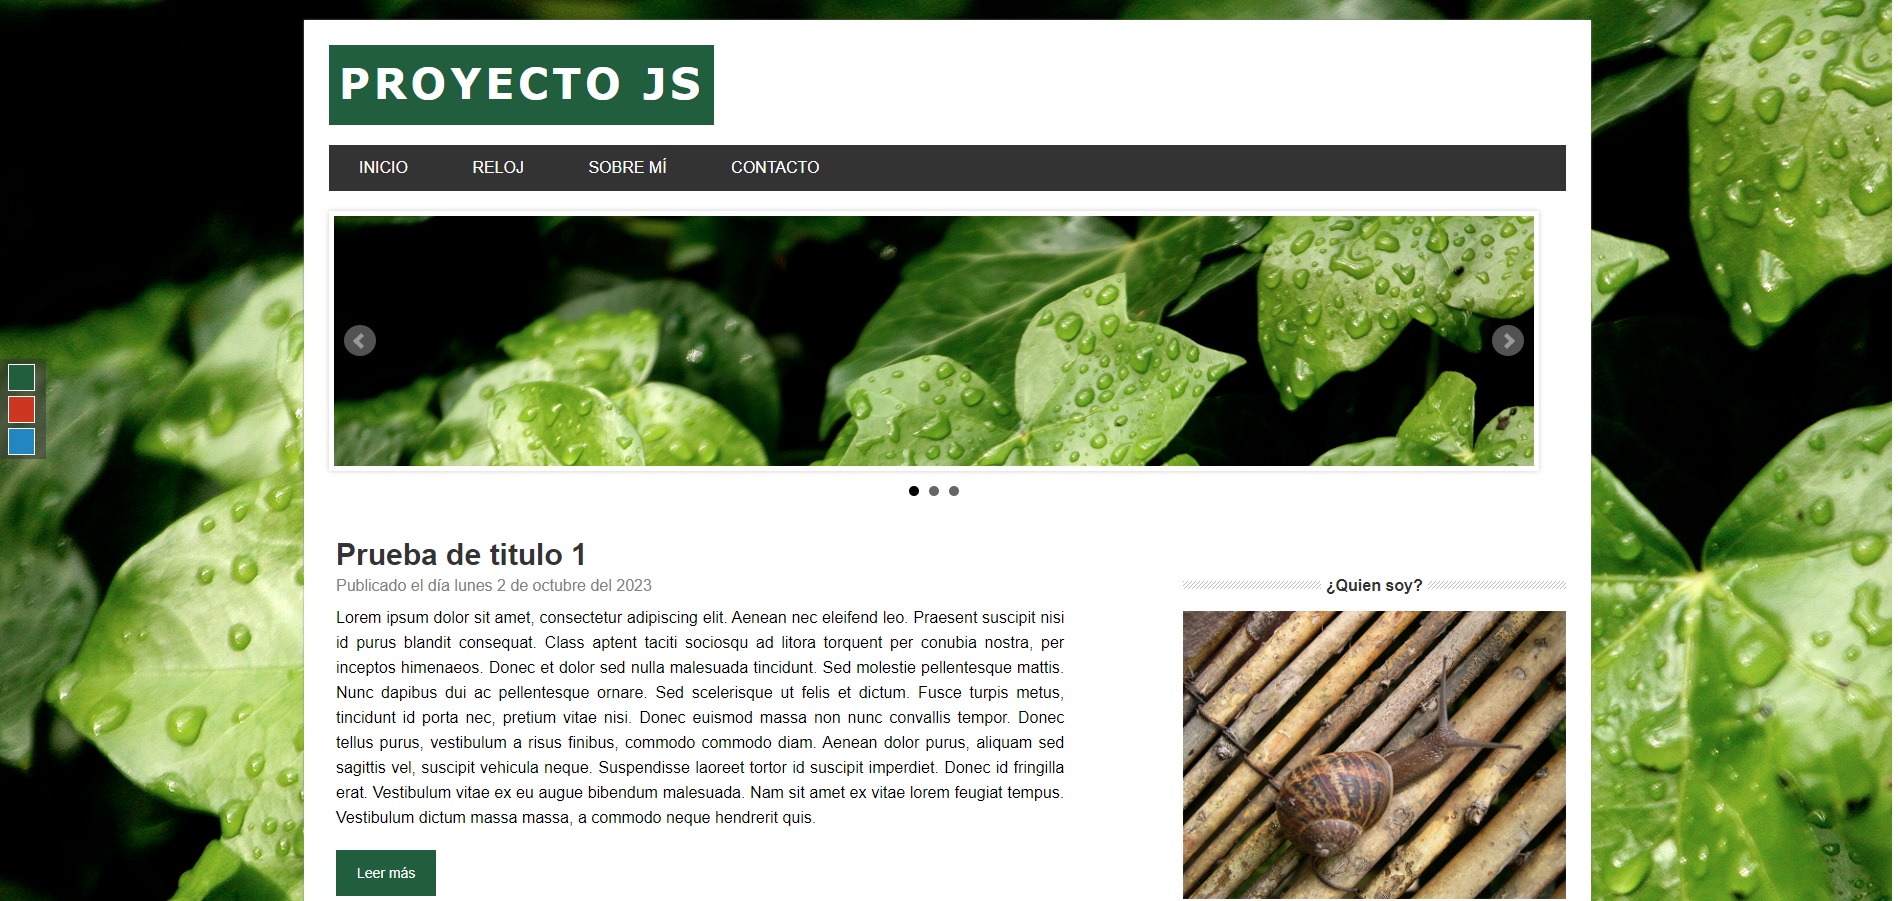 PROYECTO JS
INICIO RELOJ SOBRE MÍ CONTACTO
Prueba de titulo 1
Publicado el día lunes 2 de octubre del 2023
Lorem ipsum dolor sit amet, consectetur adipiscing elit. Aenean nec eleifend leo. Praesent suscipit nisi
id purus blandit consequat. Class aptent taciti sociosqu ad litora torquent per conubia nostra, per
inceptos himenaeos. Donec et dolor sed nulla malesuada tincidunt. Sed molestie pellentesque mattis.
Nunc dapibus dui ac pellentesque ornare. Sed scelerisque ut felis et dictum. Fusce turpis metus,
tincidunt id porta nec, pretium vitae nisi. Donec euismod massa non nunc convallis tempor. Donec
tellus purus, vestibulum a risus finibus, commodo commodo diam. Aenean dolor purus, aliquam sed
sagittis vel, suscipit vehicula neque. Suspendisse laoreet tortor id suscipit imperdiet. Donec id fringilla
erat. Vestibulum vitae ex eu augue bibendum malesuada. Nam sit amet ex vitae lorem feugiat tempus.
Vestibulum dictum massa massa, a commodo neque hendrerit quis.
Leer más
¿Quien soy?